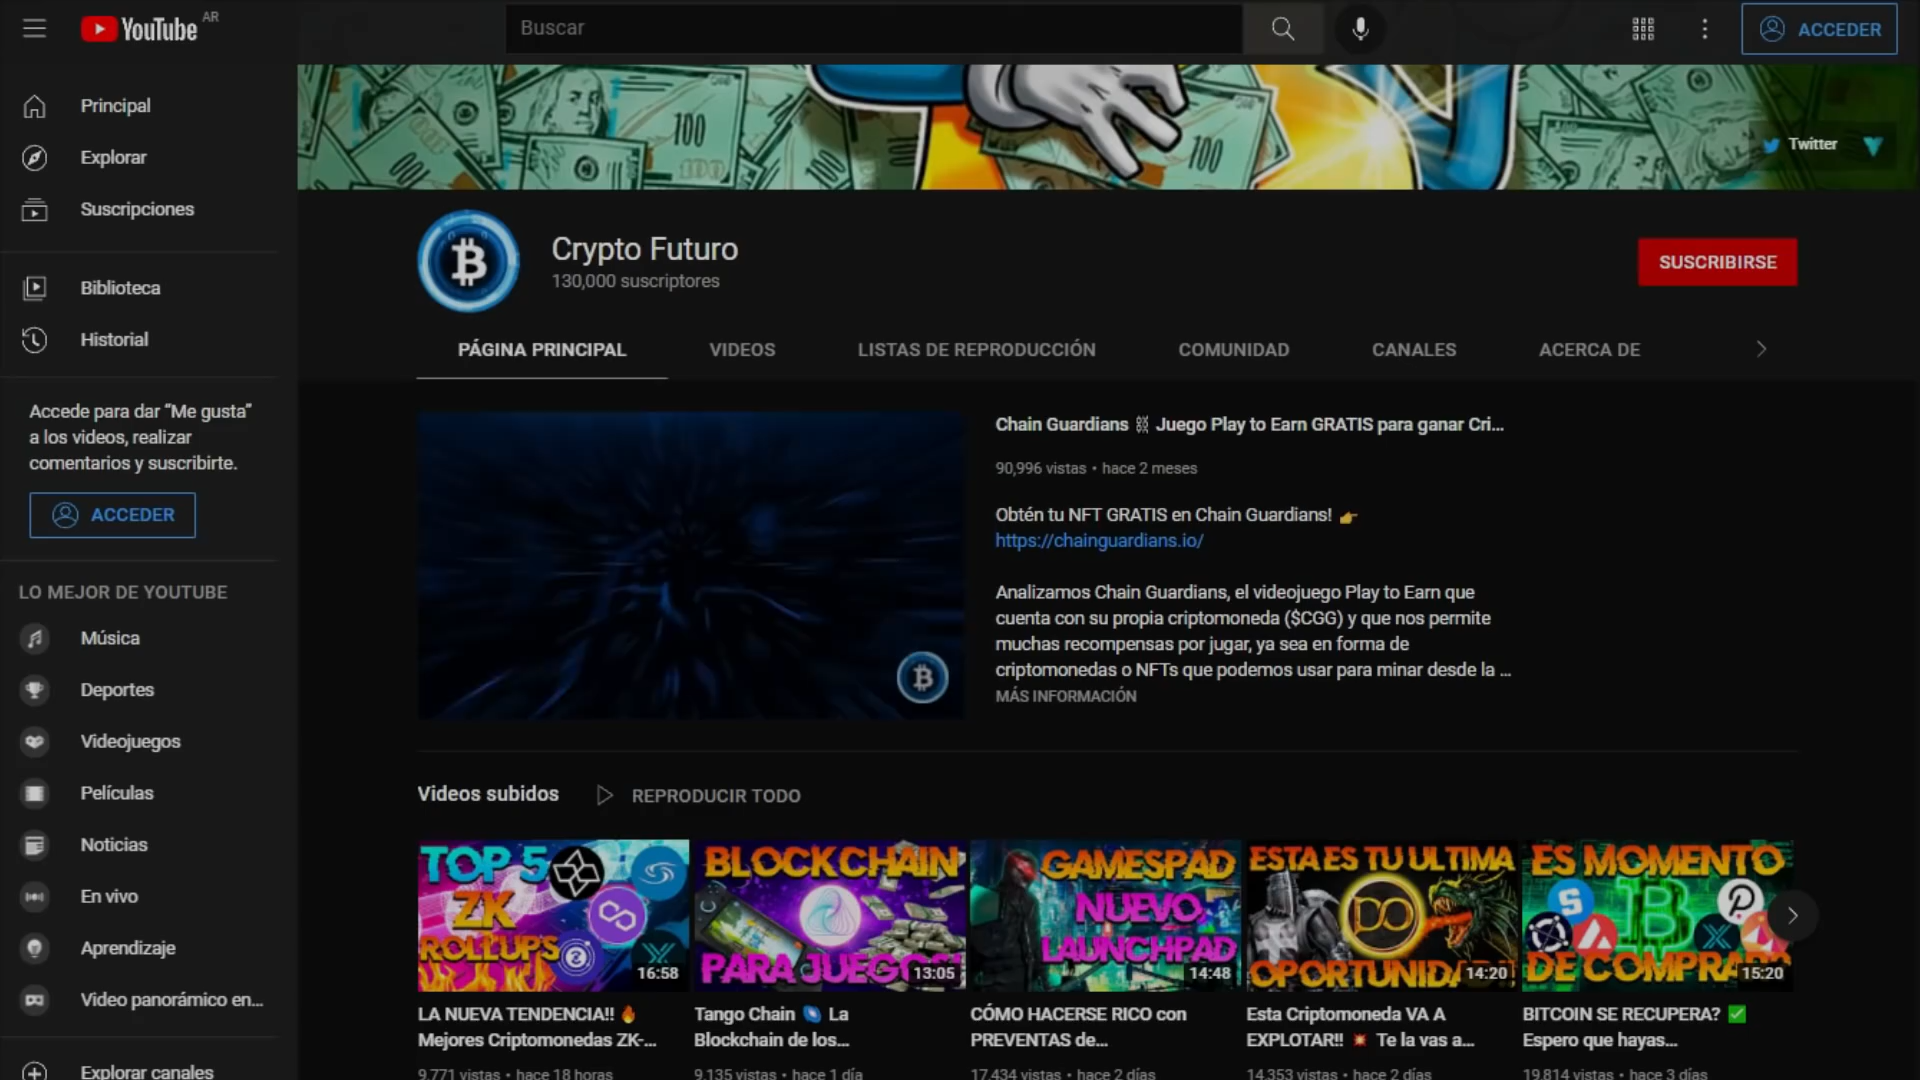 YouTube AR
Buscar
ACCEDER
Principal
Explorar
Suscripciones
Biblioteca
Historial
Accede para dar “Me gusta”
a los videos, realizar
comentarios y suscribirte.
ACCEDER
LO MEJOR DE YOUTUBE
Música
Deportes
Videojuegos
Películas
Noticias
En vivo
Aprendizaje
Video panorámico en...
Explorar canales
100
100
100
Twitter
Crypto Futuro
130,000 suscriptores
SUSCRIBIRSE
PÁGINA PRINCIPAL
VIDEOS
LISTAS DE REPRODUCCIÓN
COMUNIDAD
CANALES
ACERCA DE
Chain Guardians ⛓ Juego Play to Earn GRATIS para ganar Cri...
90,996 vistas • hace 2 meses
Obtén tu NFT GRATIS en Chain Guardians! 👉
https://chainguardians.io/
Analizamos Chain Guardians, el videojuego Play to Earn que
cuenta con su propia criptomoneda ($CGG) y que nos permite
muchas recompensas por jugar, ya sea en forma de
criptomonedas o NFTs que podemos usar para minar desde la ...
MÁS INFORMACIÓN
Videos subidos
REPRODUCIR TODO
TOP 5
ZK
ROLLUPS
16:58
LA NUEVA TENDENCIA!! 🔥
Mejores Criptomonedas ZK-...
9,771 vistas • hace 18 horas
BLOCKCHAIN
PARA JUEGOS
13:05
Tango Chain 🌌 La
Blockchain de los...
9,135 vistas • hace 1 día
GAMESPAD
NUEVO
LAUNCHPAD
14:48
CÓMO HACERSE RICO con
PREVENTAS de...
17,434 vistas • hace 2 días
ESTA ES TU ULTIMA
OPORTUNIDAD
14:20
Esta Criptomoneda VA A
EXPLOTAR!! 💥 Te la vas a...
14,353 vistas • hace 2 días
ES MOMENTO
DE COMPRAR
15:20
BITCOIN SE RECUPERA? ✅
Espero que hayas...
19,814 vistas • hace 3 días